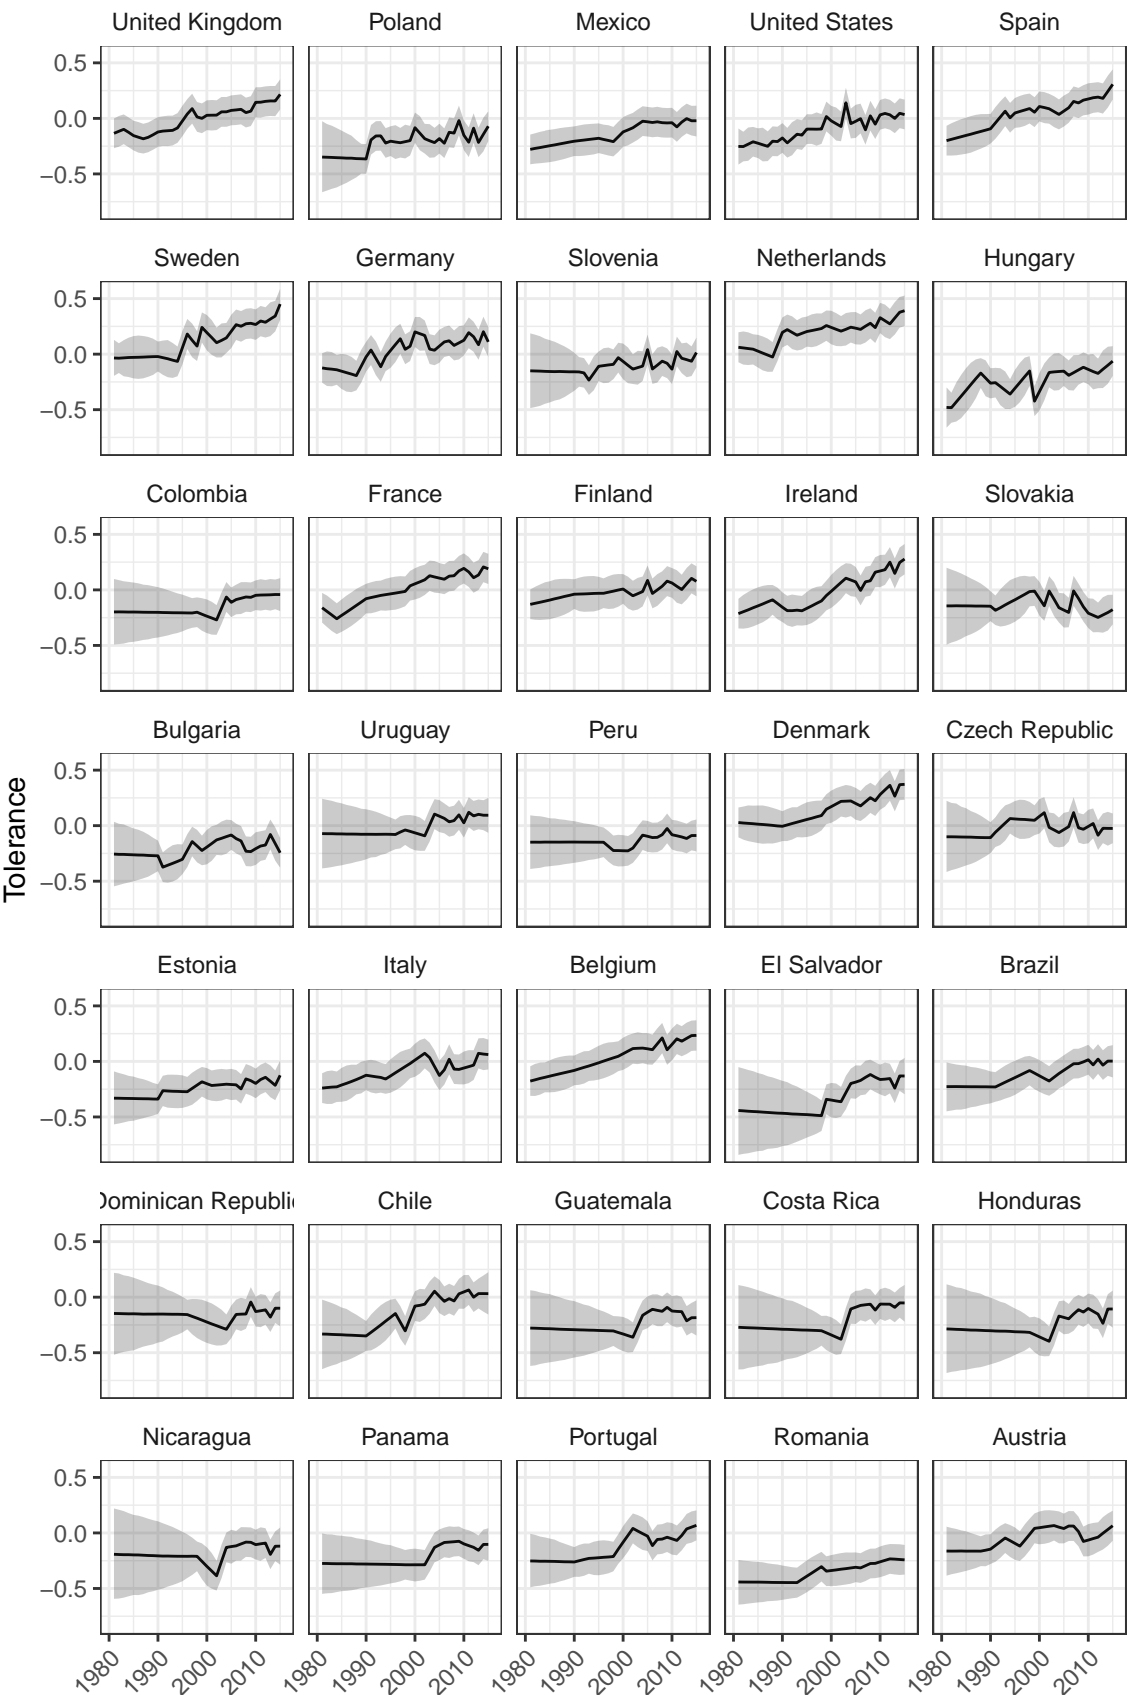 United Kingdom Poland Mexico United States Spain
0.5
0.0
−0.5
Sweden Germany Slovenia Netherlands Hungary
0.5
0.0
−0.5
Colombia France Finland Ireland Slovakia
0.5
0.0
−0.5
Bulgaria Uruguay Peru Denmark Czech Republic
0.5
0.0
−0.5
Tolerance
Estonia Italy Belgium El Salvador Brazil
0.5
0.0
−0.5
Dominican Republic Chile Guatemala Costa Rica Honduras
0.5
0.0
−0.5
Nicaragua Panama Portugal Romania Austria
0.5
0.0
−0.5
1980 1990 2000 2010 1980 1990 2000 2010 1980 1990 2000 2010 1980 1990 2000 2010 1980 1990 2000 2010